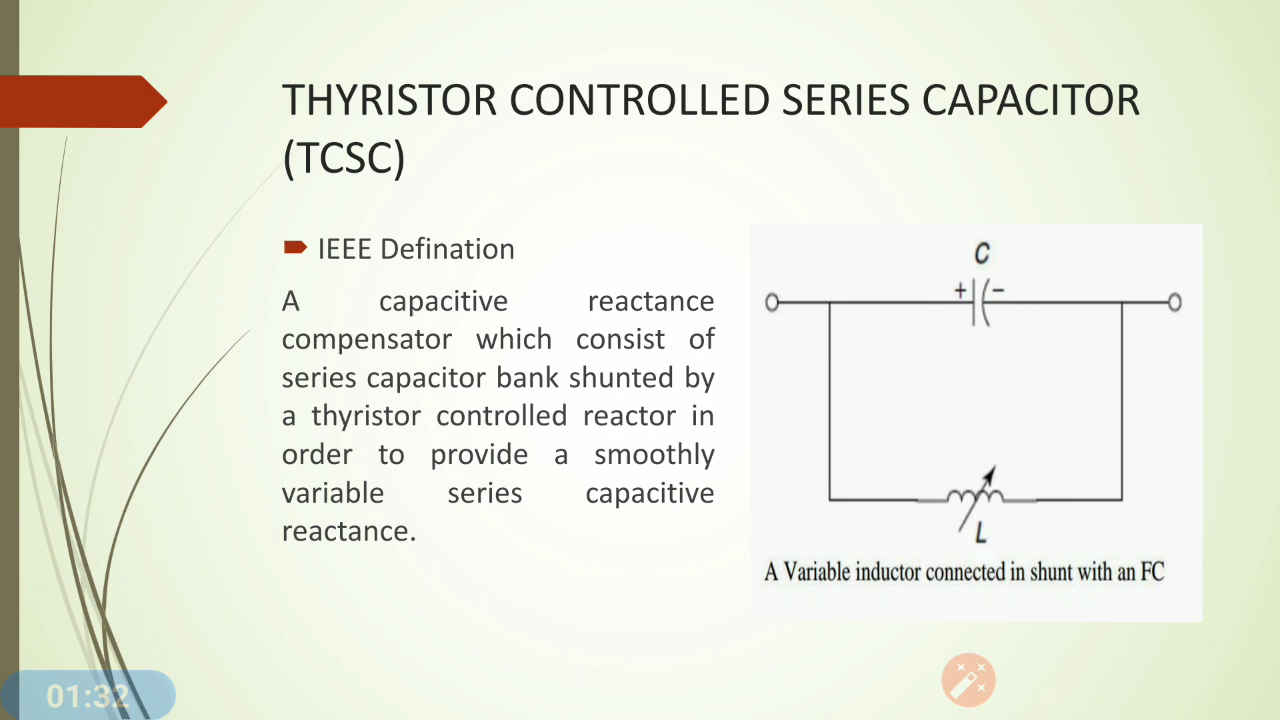 THYRISTOR CONTROLLED SERIES CAPACITOR
(TCSC)
IEEE Defination
A capacitive reactance
compensator which consist of
series capacitor bank shunted by
a thyristor controlled reactor in
order to provide a smoothly
variable series capacitive
reactance.
C
+ −
L
A Variable inductor connected in shunt with an FC
01:32